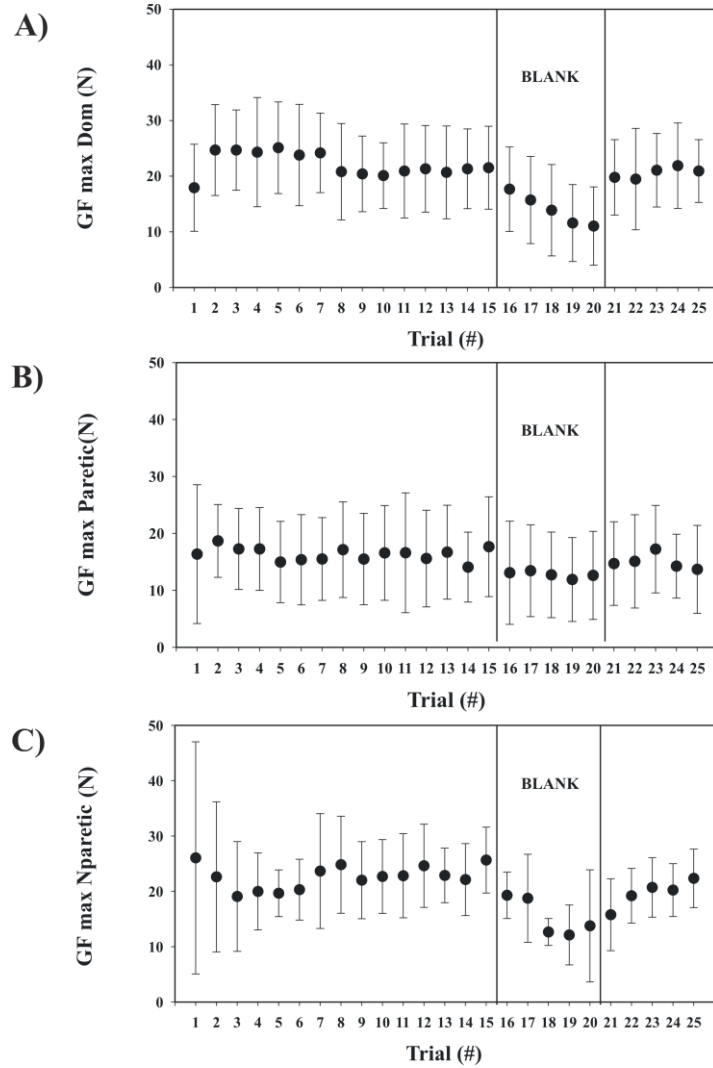 A)
GF max Dom (N)
50
40
30
20
10
0
BLANK
1 2 3 4 5 6 7 8 9 10 11 12 13 14 15 16 17 18 19 20 21 22 23 24 25
Trial (#)
B)
GF max Paretic(N)
50
40
30
20
10
0
BLANK
1 2 3 4 5 6 7 8 9 10 11 12 13 14 15 16 17 18 19 20 21 22 23 24 25
Trial (#)
C)
GF max Nparetic (N)
50
40
30
20
10
0
BLANK
1 2 3 4 5 6 7 8 9 10 11 12 13 14 15 16 17 18 19 20 21 22 23 24 25
Trial (#)